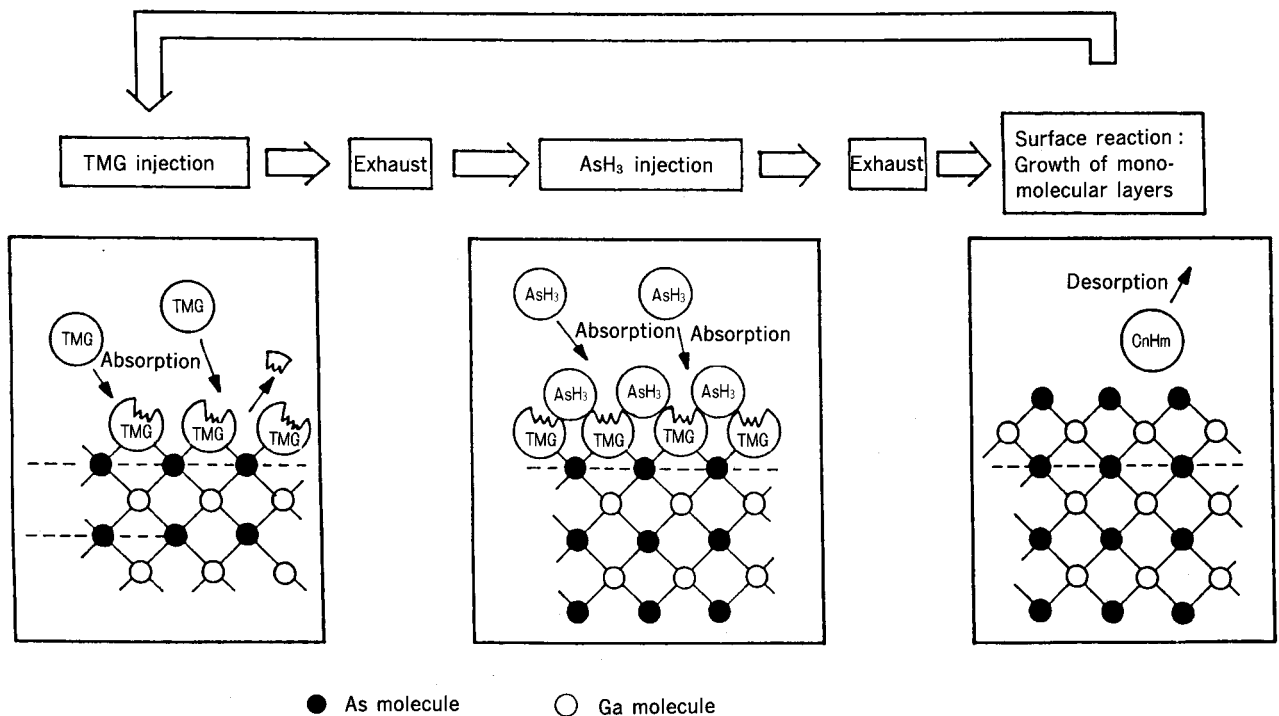 TMG injection
Exhaust
AsH₃ injection
Exhaust
Surface reaction :
Growth of mono-
molecular layers
TMG
TMG
Absorption
TMG
TMG
TMG
AsH₃
AsH₃
Absorption
Absorption
AsH₃
AsH₃
AsH₃
TMG
TMG
TMG
TMG
Desorption
CnHm
As molecule
Ga molecule